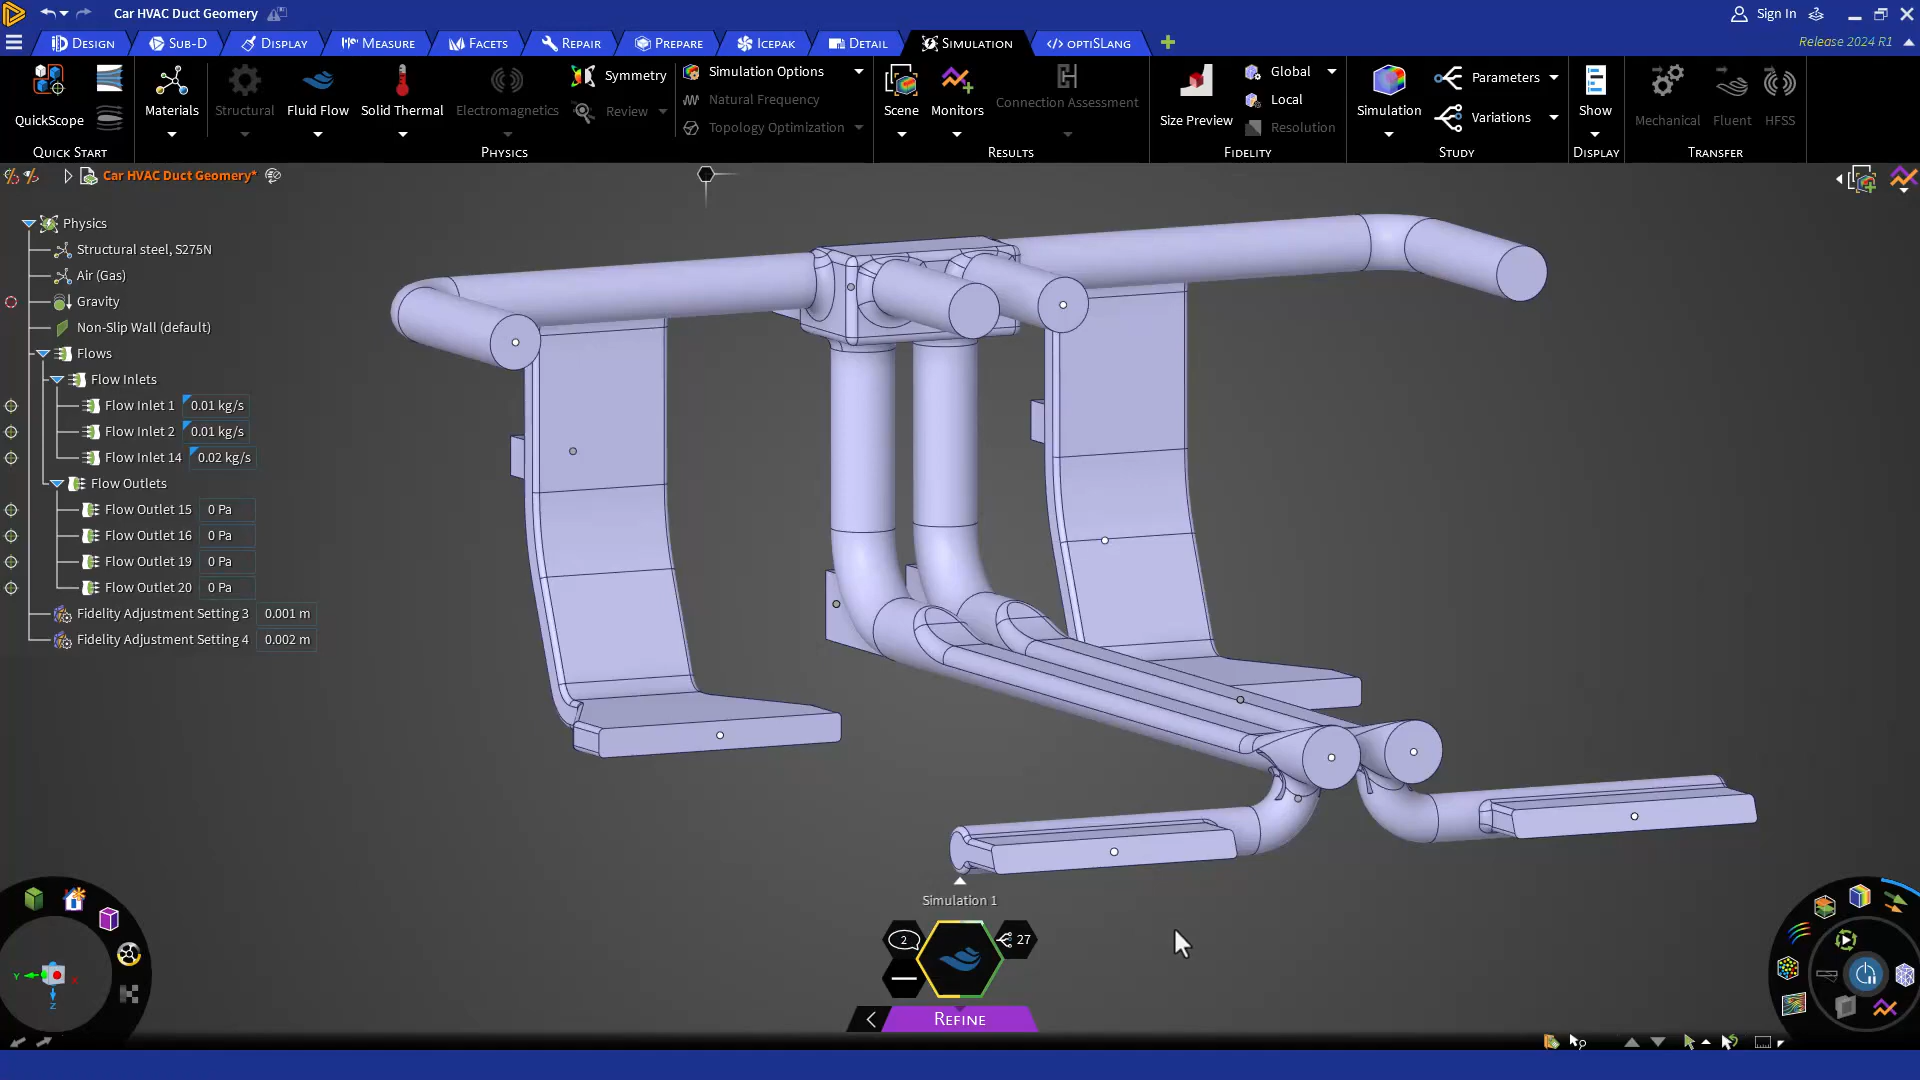 Car HVAC Duct Geometry
Sign In
DESIGN
SUB-D
DISPLAY
MEASURE
FACETS
REPAIR
PREPARE
ICEPAK
DETAIL
SIMULATION
OPTISLANG
Release 2024 R1
QuickScope
Materials
Structural
Fluid Flow
Solid Thermal
Electromagnetics
Symmetry
Review
Simulation Options
Natural Frequency
Topology Optimization
Scene
Monitors
Connection Assessment
Size Preview
Global
Local
Resolution
Simulation
Parameters
Variations
Show
Mechanical
Fluent
HFSS
QUICK START
PHYSICS
RESULTS
FIDELITY
STUDY
DISPLAY
TRANSFER
Car HVAC Duct Geometry*
Physics
Structural steel, S275N
Air (Gas)
Gravity
Non-Slip Wall (default)
Flows
Flow Inlets
Flow Inlet 1 0.01 kg/s
Flow Inlet 2 0.01 kg/s
Flow Inlet 14 0.02 kg/s
Flow Outlets
Flow Outlet 15 0 Pa
Flow Outlet 16 0 Pa
Flow Outlet 19 0 Pa
Flow Outlet 20 0 Pa
Fidelity Adjustment Setting 3 0.001 m
Fidelity Adjustment Setting 4 0.002 m
Simulation 1
2
27
REFINE
Y
X
Z